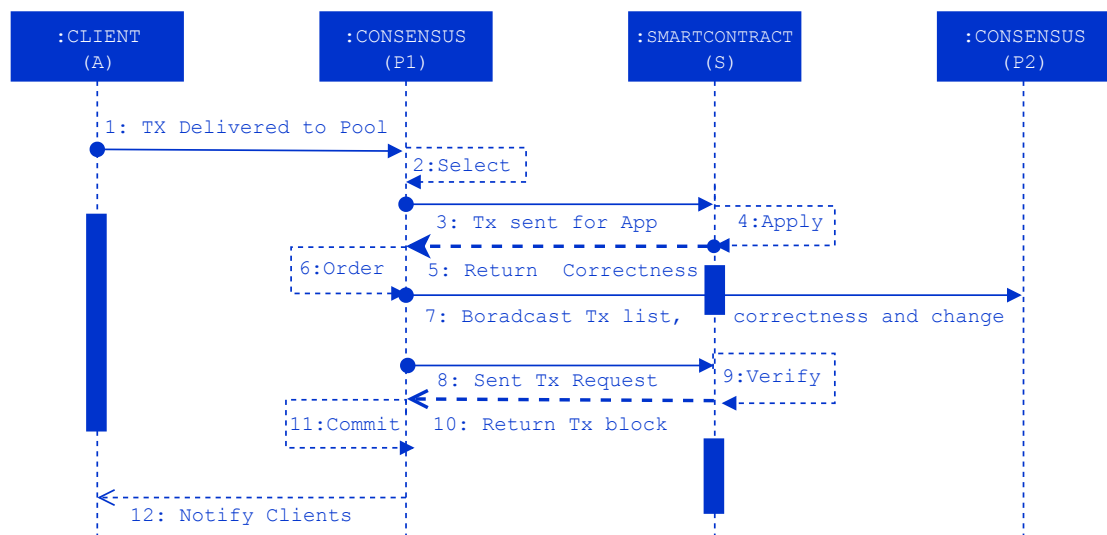 :CLIENT
(A)
:CONSENSUS
(P1)
:SMARTCONTRACT
(S)
:CONSENSUS
(P2)
1: TX Delivered to Pool
2:Select
3: Tx sent for App
4:Apply
5: Return Correctness
6:Order
7: Boradcast Tx list, correctness and change
8: Sent Tx Request
9:Verify
10: Return Tx block
11:Commit
12: Notify Clients